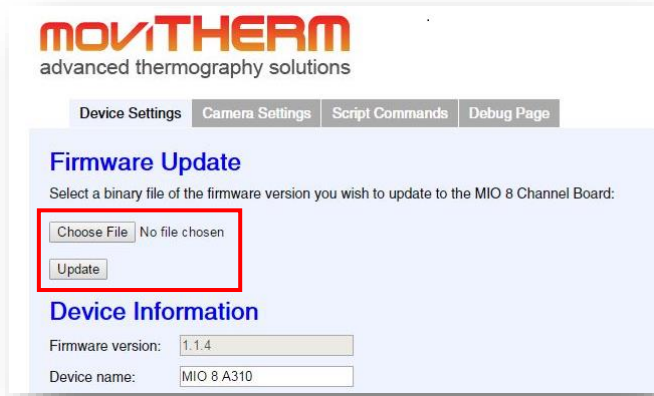 moviTHERM
advanced thermography solutions
Device Settings Camera Settings Script Commands Debug Page
Firmware Update
Select a binary file of the firmware version you wish to update to the MIO 8 Channel Board:
Choose File No file chosen
Update
Device Information
Firmware version: 1.1.4
Device name: MIO 8 A310